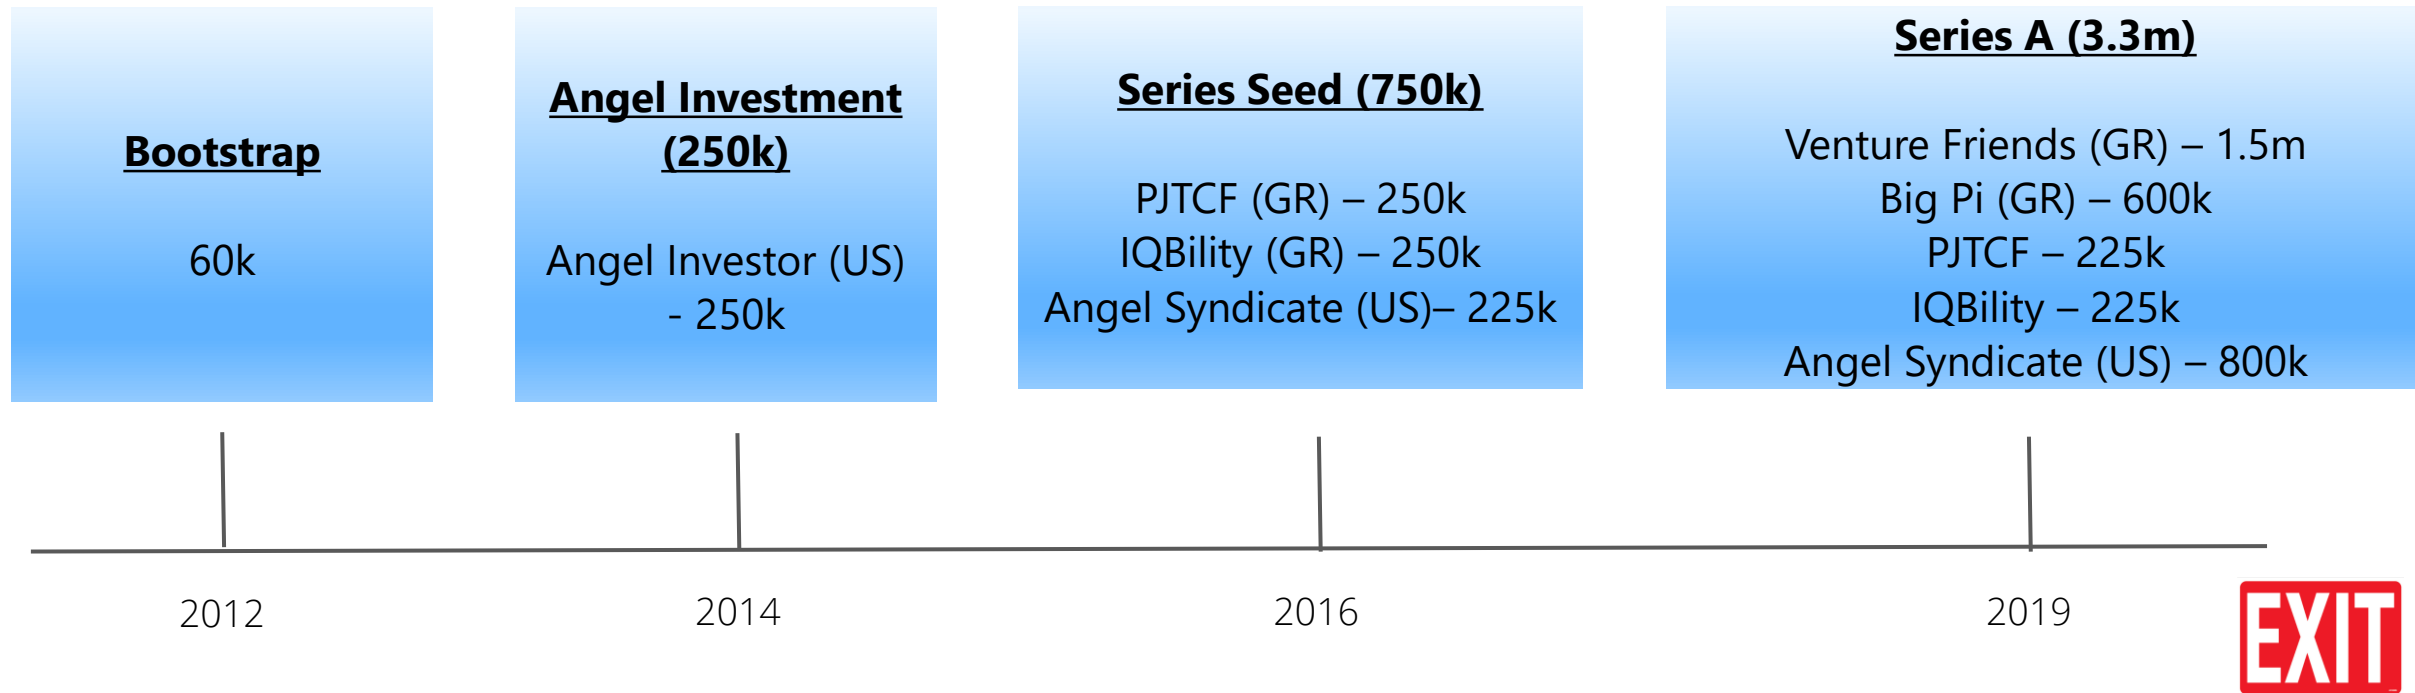 Bootstrap
60k
Angel Investment
(250k)
Angel Investor (US)
- 250k
Series Seed (750k)
PJTCF (GR) – 250k
IQBility (GR) – 250k
Angel Syndicate (US)– 225k
Series A (3.3m)
Venture Friends (GR) – 1.5m
Big Pi (GR) – 600k
PJTCF – 225k
IQBility – 225k
Angel Syndicate (US) – 800k
2012
2014
2016
2019
EXIT